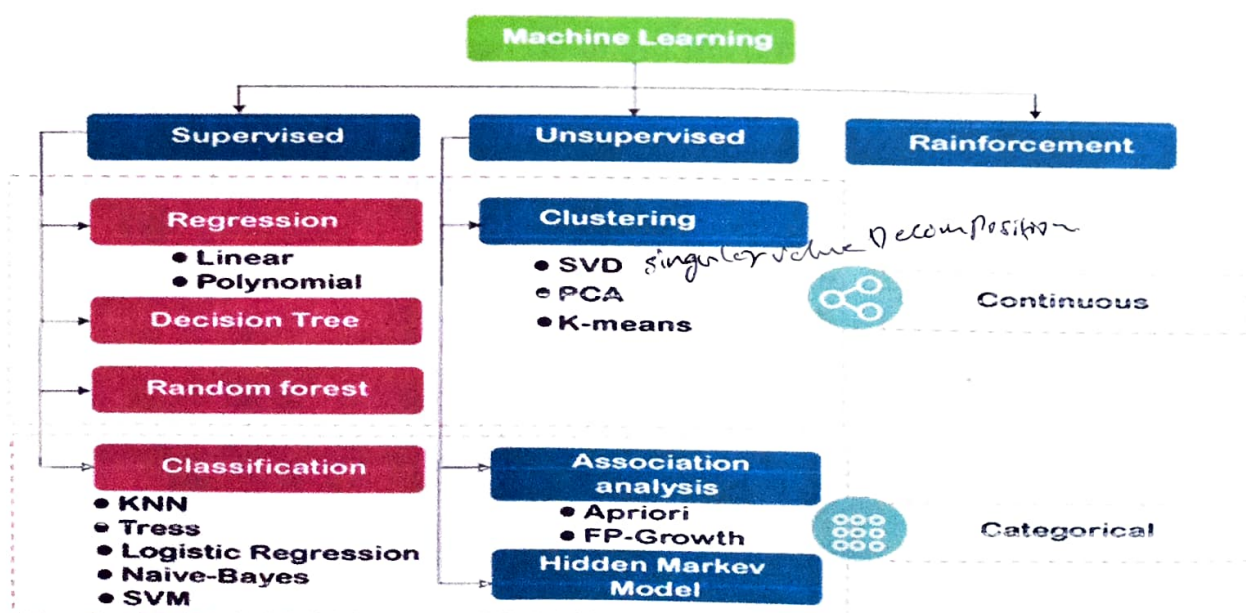 Machine Learning
Supervised
Unsupervised
Rainforcement
Regression
• Linear
• Polynomial
Decision Tree
Random forest
Classification
• KNN
• Tress
• Logistic Regression
• Naive-Bayes
• SVM
Clustering
• SVD singular value Decomposition
• PCA
• K-means
Association
analysis
• Apriori
• FP-Growth
Hidden Markev
Model
Continuous
Categorical